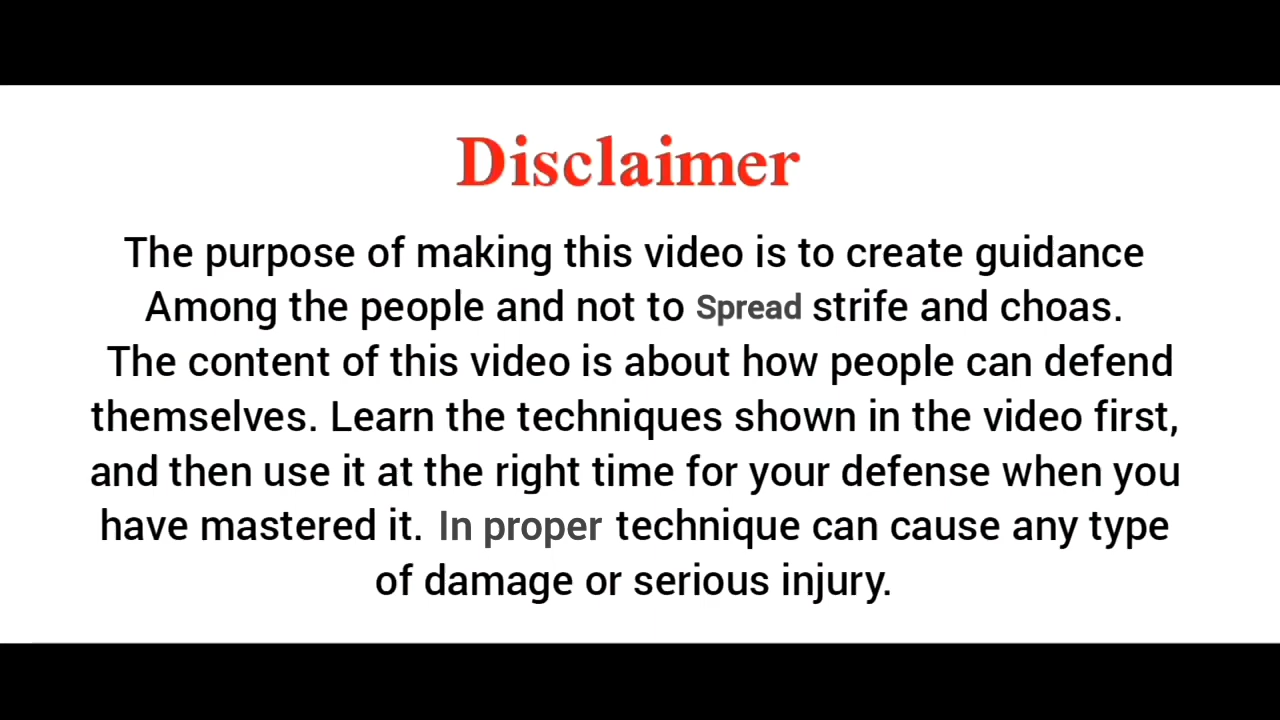 Disclaimer
The purpose of making this video is to create guidance
Among the people and not to Spread strife and choas.
The content of this video is about how people can defend
themselves. Learn the techniques shown in the video first,
and then use it at the right time for your defense when you
have mastered it. In proper technique can cause any type
of damage or serious injury.